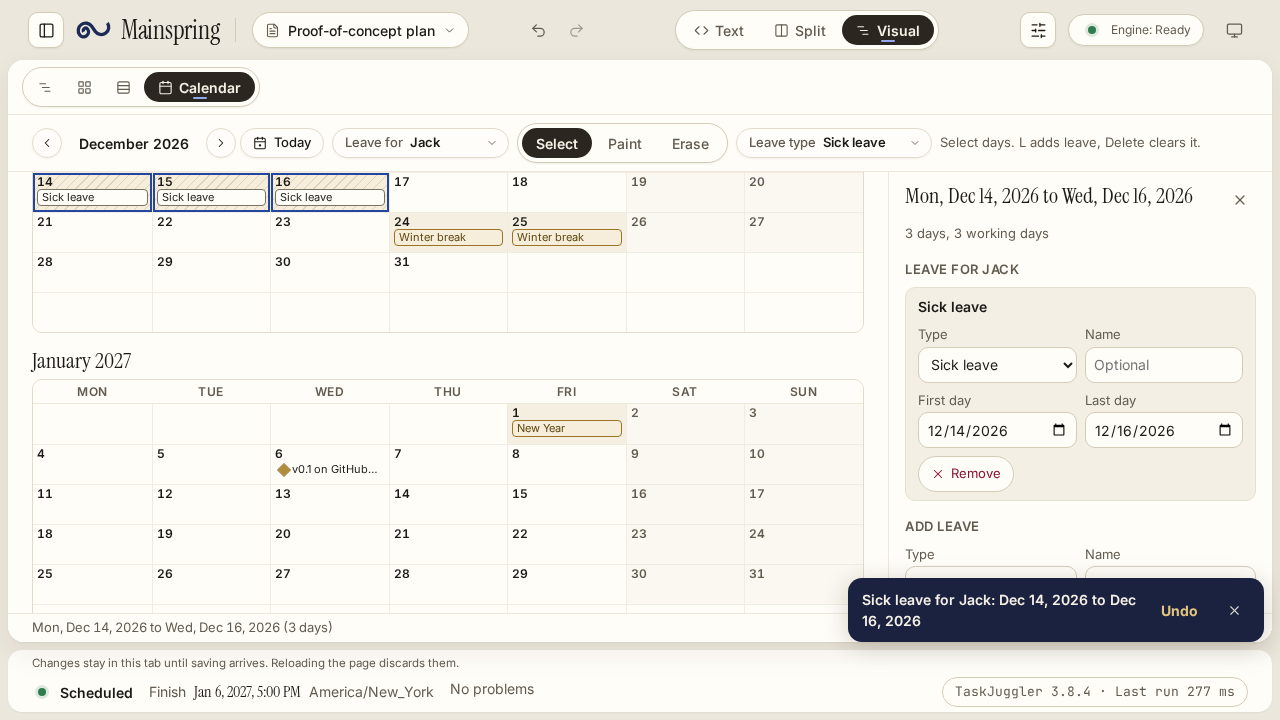 Mainspring
Proof-of-concept plan
Text
Split
Visual
Engine: Ready
Calendar
December 2026
Today
Leave for Jack
Select
Paint
Erase
Leave type Sick leave
Select days. L adds leave, Delete clears it.
14 15 16 17 18 19 20
Sick leave Sick leave Sick leave
21 22 23 24 25 26 27
Winter break Winter break
28 29 30 31
January 2027
MON TUE WED THU FRI SAT SUN
1 2 3
New Year
4 5 6 7 8 9 10
v0.1 on GitHub...
11 12 13 14 15 16 17
18 19 20 21 22 23 24
25 26 27 28 29 30 31
Mon, Dec 14, 2026 to Wed, Dec 16, 2026 (3 days)
Mon, Dec 14, 2026 to Wed, Dec 16, 2026
3 days, 3 working days
LEAVE FOR JACK
Sick leave
Type Name
Sick leave Optional
First day Last day
12/14/2026 12/16/2026
Remove
ADD LEAVE
Type Name
Sick leave for Jack: Dec 14, 2026 to Dec
16, 2026
Undo
Changes stay in this tab until saving arrives. Reloading the page discards them.
Scheduled Finish Jan 6, 2027, 5:00 PM America/New_York No problems
TaskJuggler 3.8.4 · Last run 277 ms